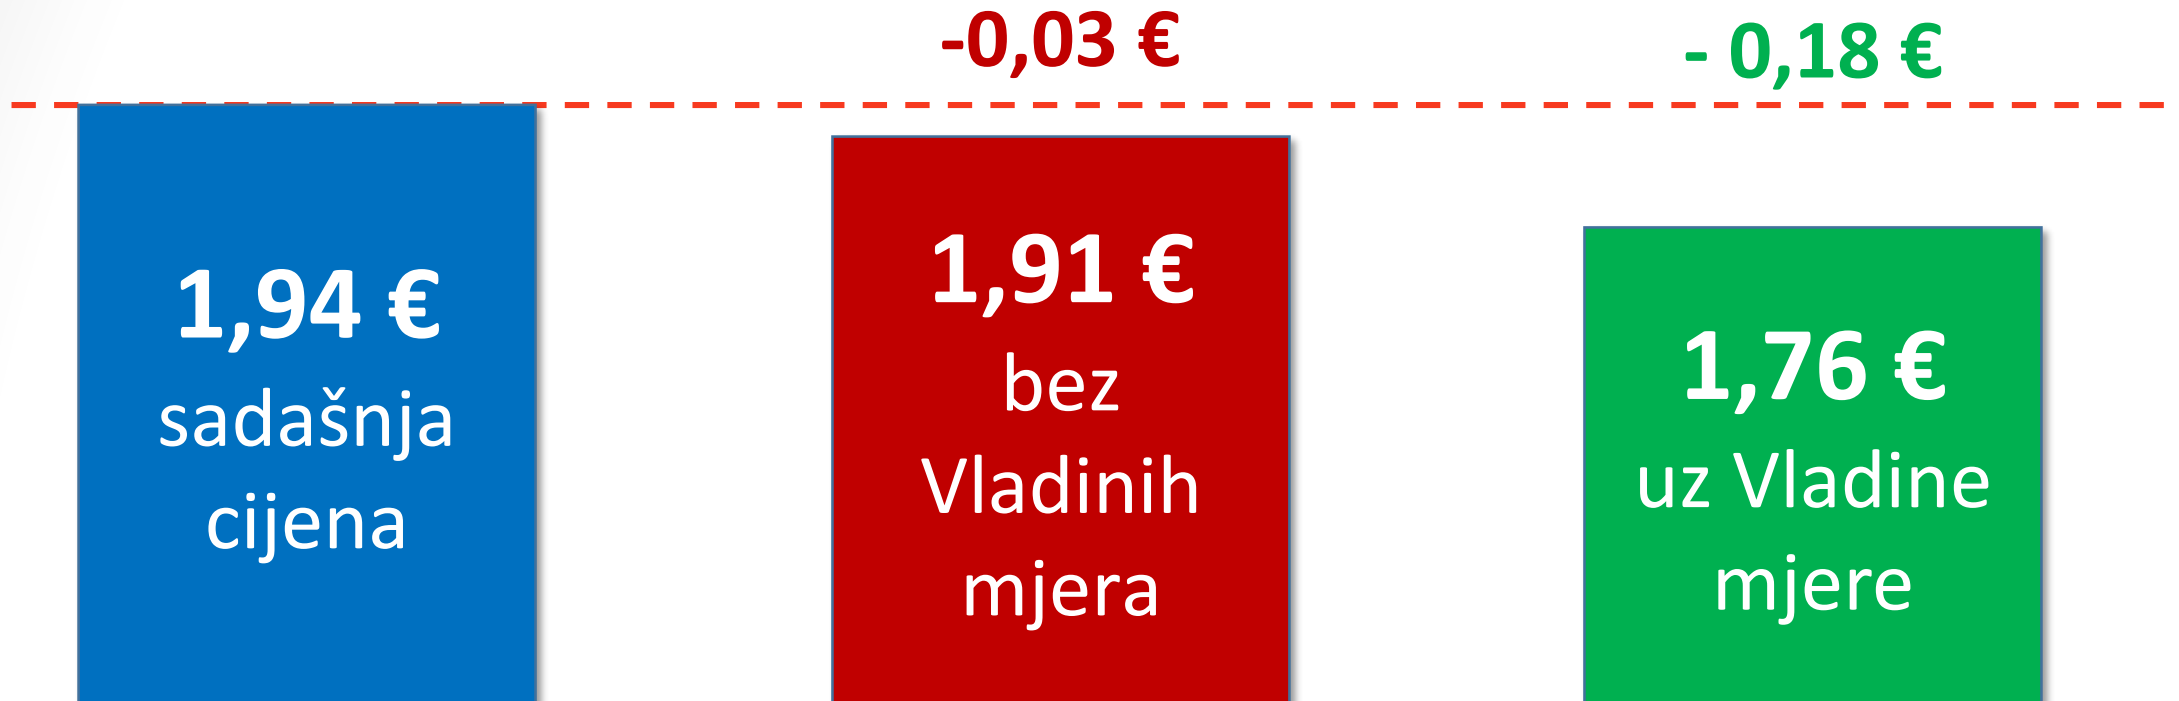 -0,03 €
- 0,18 €
1,94 €
sadašnja
cijena
1,91 €
bez
Vladinih
mjera
1,76 €
uz Vladine
mjere